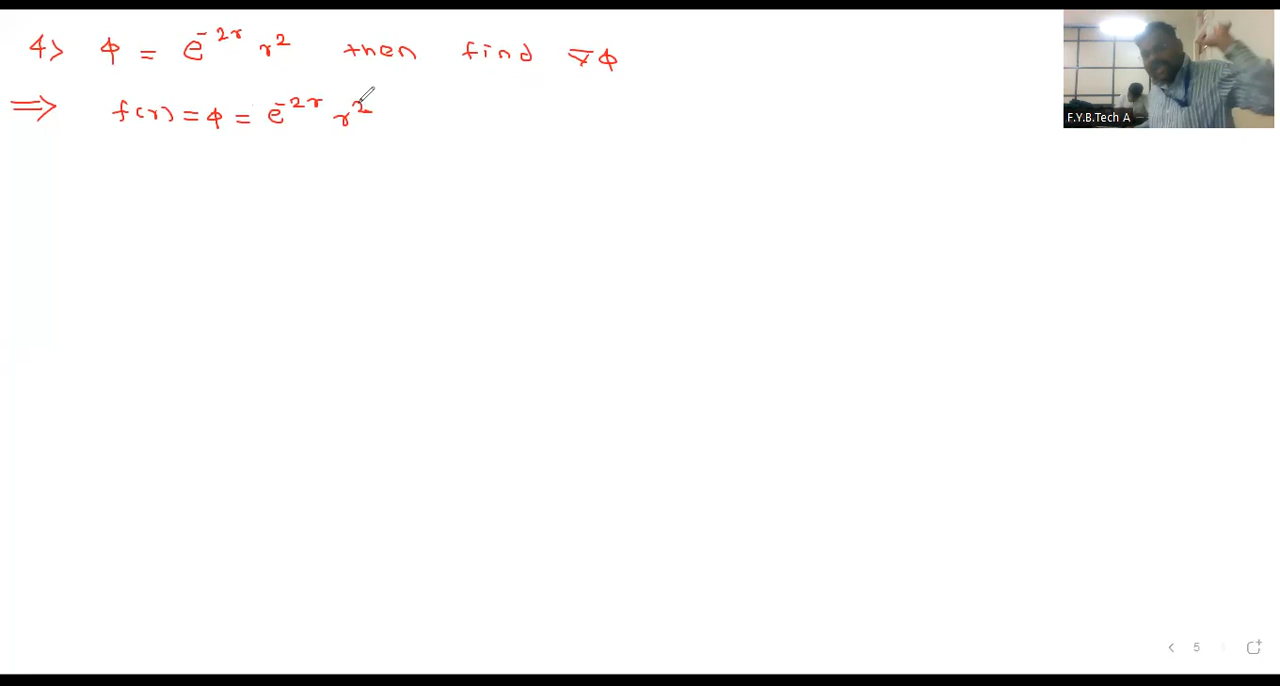 4> φ = e^{-2r} r^2 then find ∇φ
⇒ f(r) = φ = e^{-2r} r^2
F.Y.B.Tech A
5